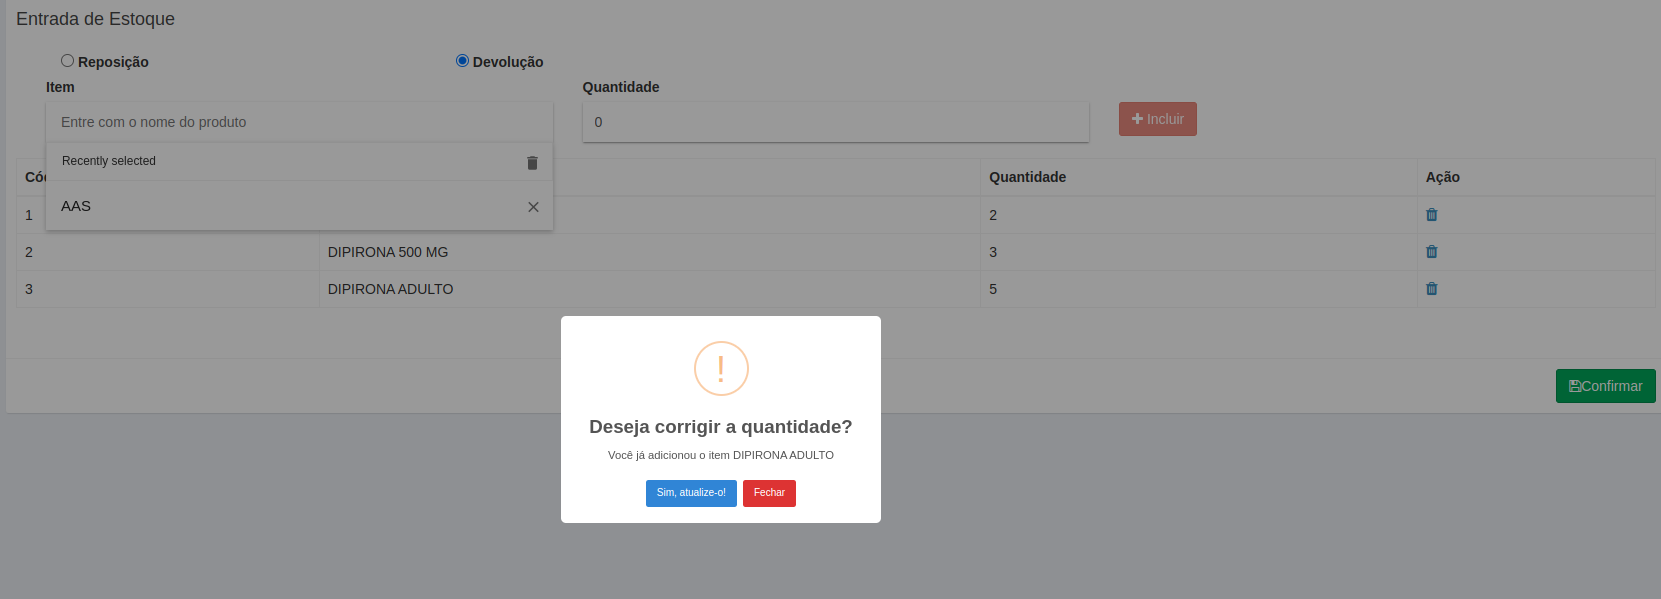 Entrada de Estoque
Reposição Devolução
Item Quantidade
Entre com o nome do produto 0 Incluir
Recently selected
Có Quantidade Ação
AAS
1 2
2 DIPIRONA 500 MG 3
3 DIPIRONA ADULTO 5
!
Confirmar
Deseja corrigir a quantidade?
Você já adicionou o item DIPIRONA ADULTO
Sim, atualize-o! Fechar